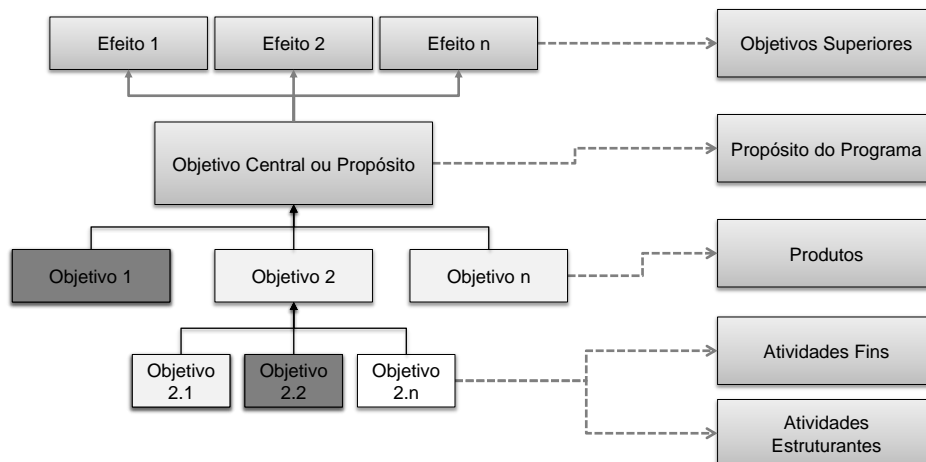 Efeito 1
Efeito 2
Efeito n
Objetivos Superiores
Objetivo Central ou Propósito
Propósito do Programa
Objetivo 1
Objetivo 2
Objetivo n
Produtos
Objetivo
2.1
Objetivo
2.2
Objetivo
2.n
Atividades Fins
Atividades
Estruturantes